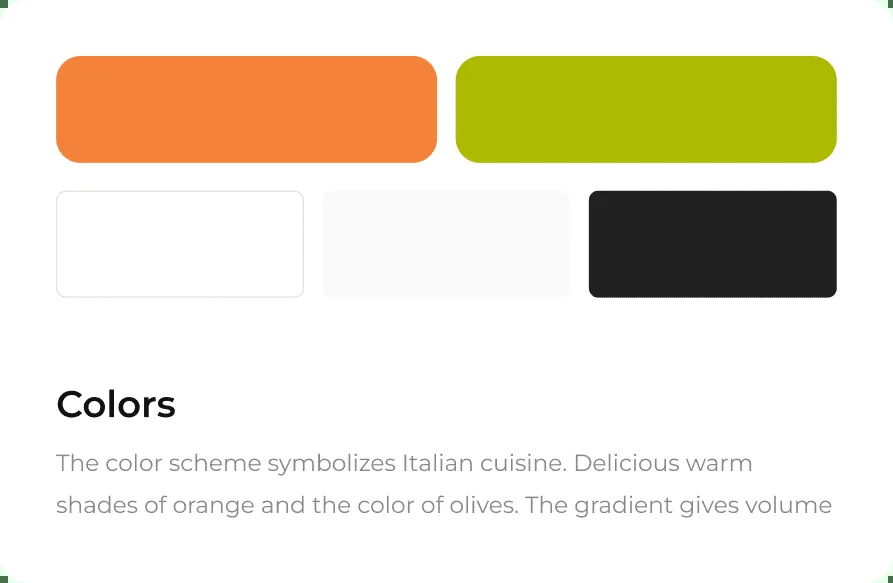 Colors
The color scheme symbolizes Italian cuisine. Delicious warm
shades of orange and the color of olives. The gradient gives volume